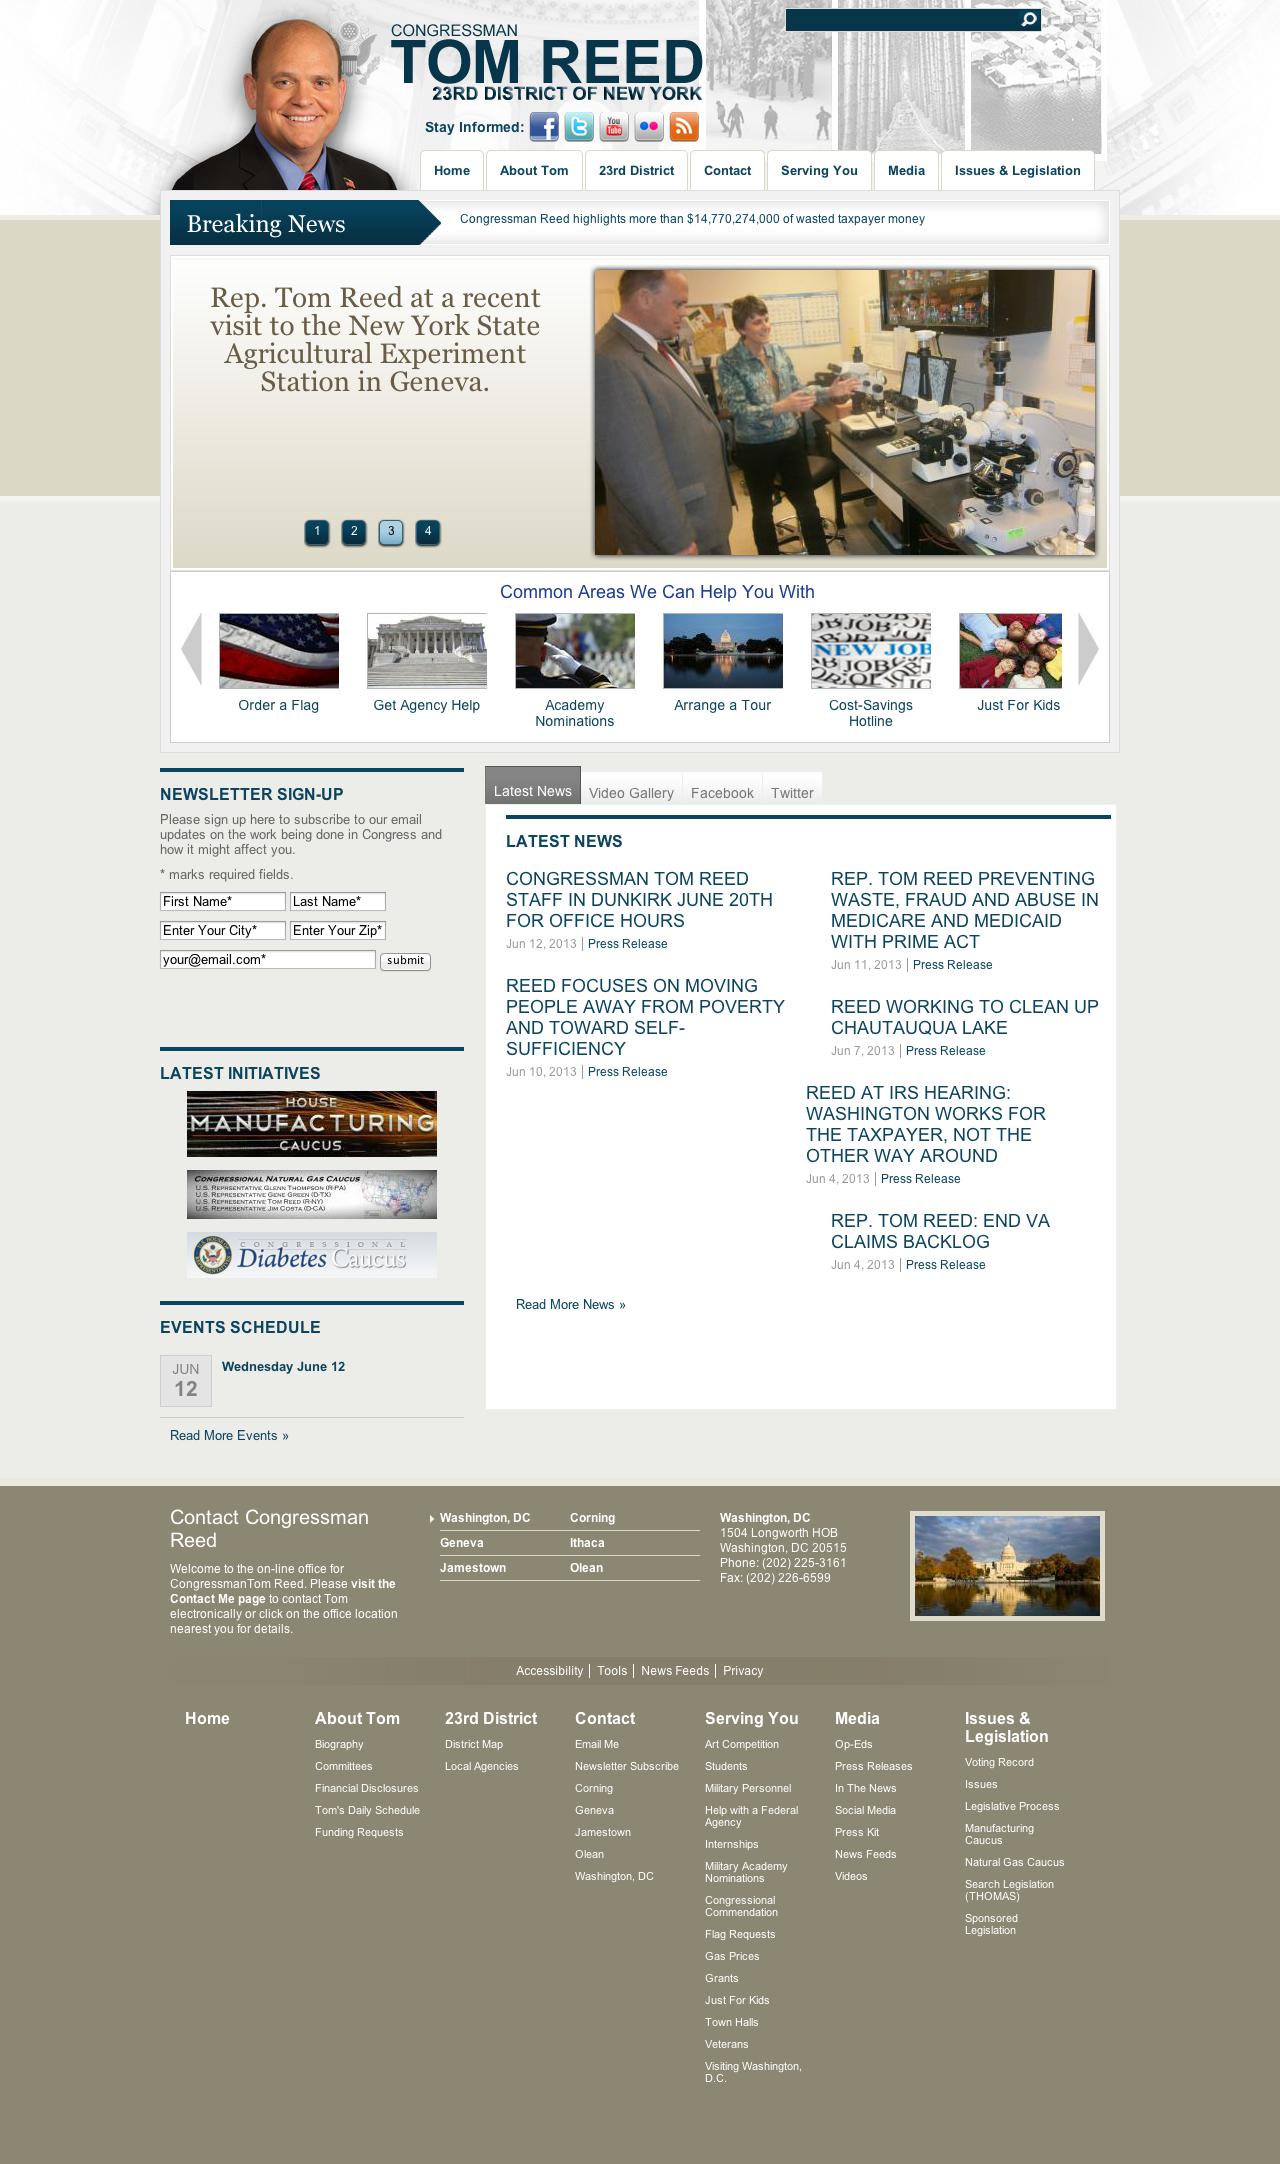 CONGRESSMAN
TOM REED
23RD DISTRICT OF NEW YORK
Stay Informed:
Home
About Tom
23rd District
Contact
Serving You
Media
Issues & Legislation
Breaking News
Congressman Reed highlights more than $14,770,274,000 of wasted taxpayer money
Rep. Tom Reed at a recent
visit to the New York State
Agricultural Experiment
Station in Geneva.
1
2
3
4
Common Areas We Can Help You With
NEW JOB
Order a Flag
Get Agency Help
Academy
Nominations
Arrange a Tour
Cost-Savings
Hotline
Just For Kids
NEWSLETTER SIGN-UP
Please sign up here to subscribe to our email
updates on the work being done in Congress and
how it might affect you.
* marks required fields.
First Name*
Last Name*
Enter Your City*
Enter Your Zip*
your@email.com*
submit
LATEST INITIATIVES
HOUSE
MANUFACTURING
CAUCUS
CONGRESSIONAL NATURAL GAS CAUCUS
U.S. REPRESENTATIVE GLENN THOMPSON (R-PA)
U.S. REPRESENTATIVE GENE GREEN (D-TX)
U.S. REPRESENTATIVE TOM REED (R-NY)
U.S. REPRESENTATIVE JIM COSTA (D-CA)
CONGRESSIONAL
Diabetes Caucus
EVENTS SCHEDULE
JUN
12
Wednesday June 12
Read More Events »
Latest News
Video Gallery
Facebook
Twitter
LATEST NEWS
CONGRESSMAN TOM REED
STAFF IN DUNKIRK JUNE 20TH
FOR OFFICE HOURS
Jun 12, 2013 | Press Release
REED FOCUSES ON MOVING
PEOPLE AWAY FROM POVERTY
AND TOWARD SELF-
SUFFICIENCY
Jun 10, 2013 | Press Release
REP. TOM REED PREVENTING
WASTE, FRAUD AND ABUSE IN
MEDICARE AND MEDICAID
WITH PRIME ACT
Jun 11, 2013 | Press Release
REED WORKING TO CLEAN UP
CHAUTAUQUA LAKE
Jun 7, 2013 | Press Release
REED AT IRS HEARING:
WASHINGTON WORKS FOR
THE TAXPAYER, NOT THE
OTHER WAY AROUND
Jun 4, 2013 | Press Release
REP. TOM REED: END VA
CLAIMS BACKLOG
Jun 4, 2013 | Press Release
Read More News »
Contact Congressman
Reed
Welcome to the on-line office for
CongressmanTom Reed. Please visit the
Contact Me page to contact Tom
electronically or click on the office location
nearest you for details.
Washington, DC
Corning
Geneva
Ithaca
Jamestown
Olean
Washington, DC
1504 Longworth HOB
Washington, DC 20515
Phone: (202) 225-3161
Fax: (202) 226-6599
Accessibility | Tools | News Feeds | Privacy
Home
About Tom
Biography
Committees
Financial Disclosures
Tom's Daily Schedule
Funding Requests
23rd District
District Map
Local Agencies
Contact
Email Me
Newsletter Subscribe
Corning
Geneva
Jamestown
Olean
Washington, DC
Serving You
Art Competition
Students
Military Personnel
Help with a Federal
Agency
Internships
Military Academy
Nominations
Congressional
Commendation
Flag Requests
Gas Prices
Grants
Just For Kids
Town Halls
Veterans
Visiting Washington,
D.C.
Media
Op-Eds
Press Releases
In The News
Social Media
Press Kit
News Feeds
Videos
Issues &
Legislation
Voting Record
Issues
Legislative Process
Manufacturing
Caucus
Natural Gas Caucus
Search Legislation
(THOMAS)
Sponsored
Legislation